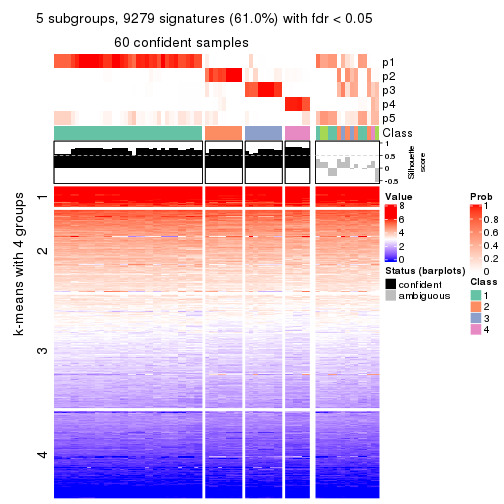 5 subgroups, 9279 signatures (61.0%) with fdr < 0.05
60 confident samples
p1
p2
p3
p4
p5
Class
1
0.5
0
-0.5
Silhouette
score
k-means with 4 groups
1
2
3
4
Value
8
6
4
2
0
Status (barplots)
confident
ambiguous
Prob
1
0.8
0.6
0.4
0.2
0
Class
1
2
3
4